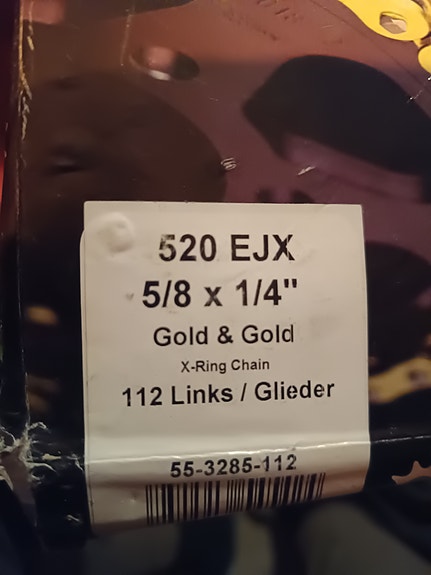 520 EJX
5/8 x 1/4"
Gold & Gold
X-Ring Chain
112 Links / Glieder
55-3285-112